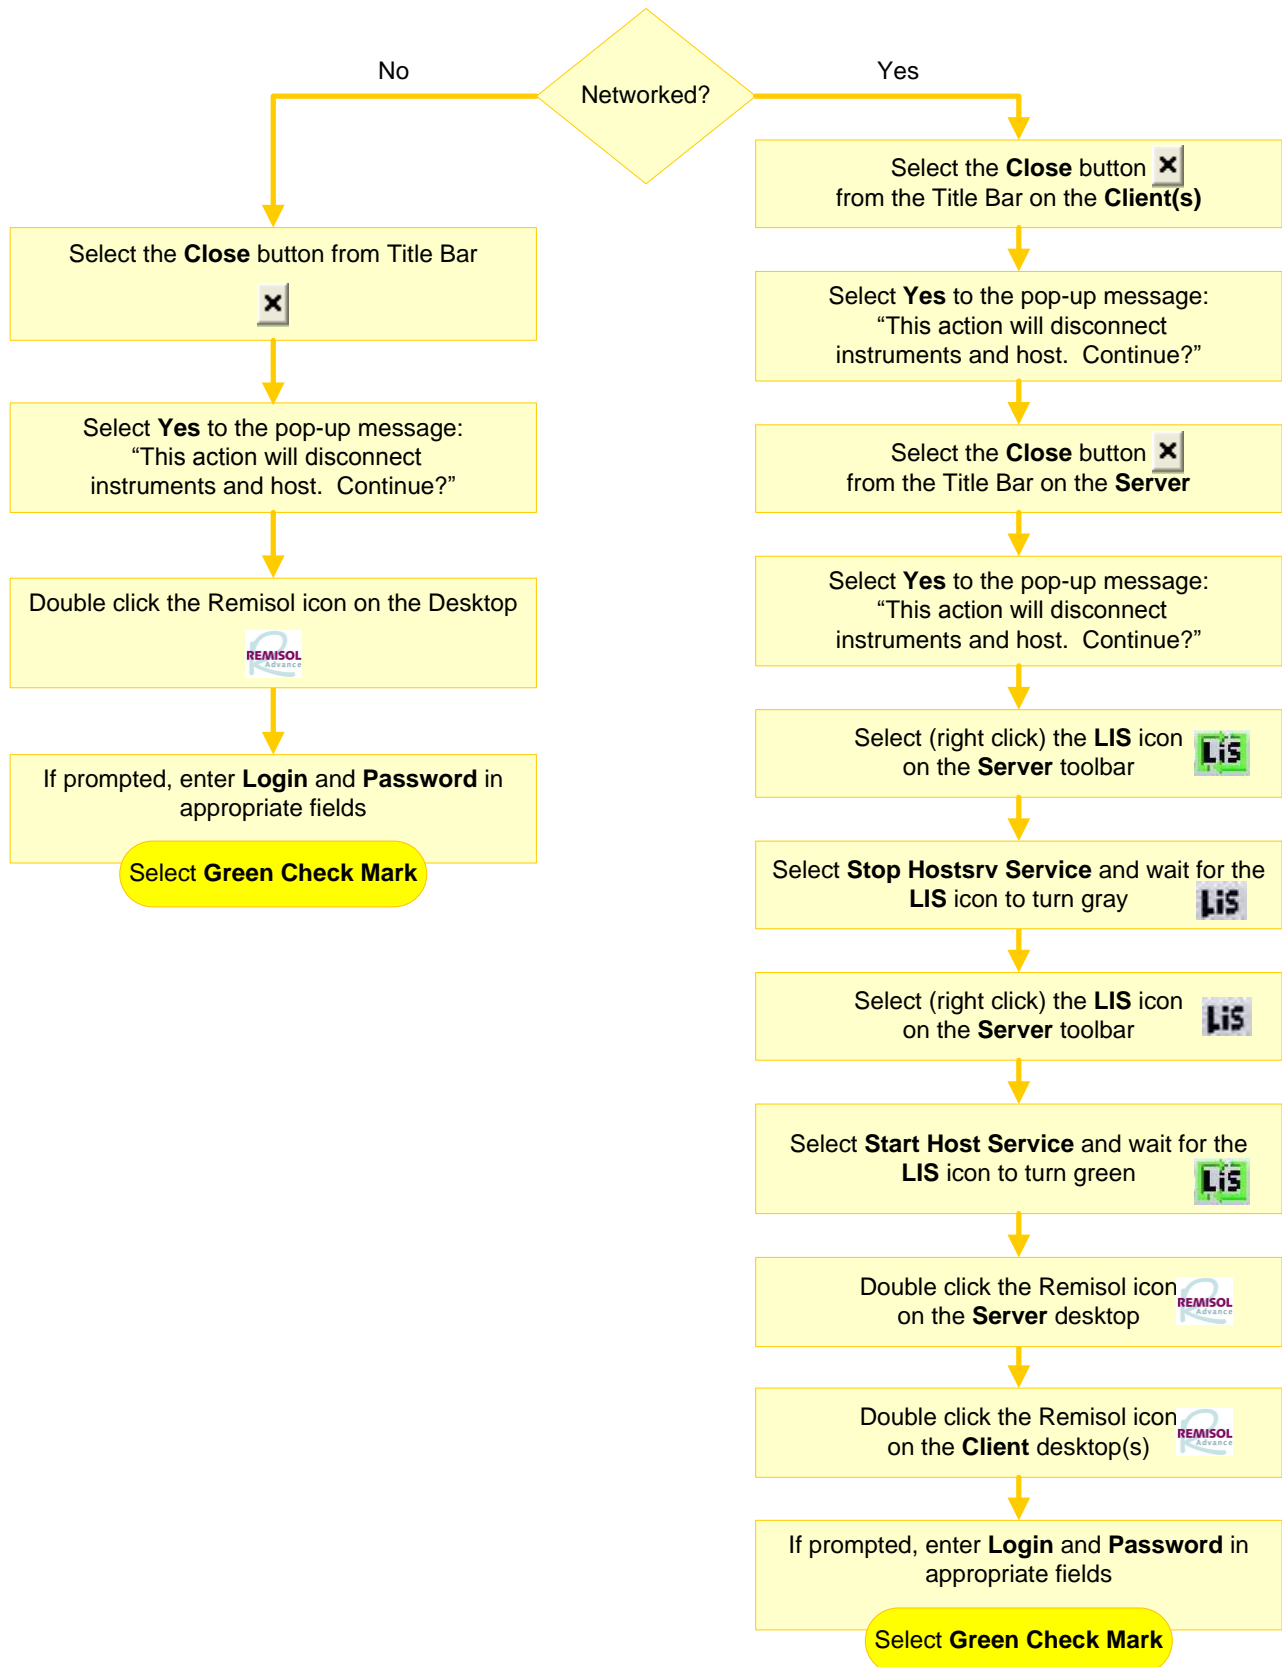 Networked?
No
Yes
Select the Close button from Title Bar
Select Yes to the pop-up message:
“This action will disconnect
instruments and host.  Continue?”
Double click the Remisol icon on the Desktop
REMISOL
Advance
If prompted, enter Login and Password in
appropriate fields
Select Green Check Mark
Select the Close button
from the Title Bar on the Client(s)
Select Yes to the pop-up message:
“This action will disconnect
instruments and host.  Continue?”
Select the Close button
from the Title Bar on the Server
Select Yes to the pop-up message:
“This action will disconnect
instruments and host.  Continue?”
Select (right click) the LIS icon
on the Server toolbar
LiS
Select Stop Hostsrv Service and wait for the
LIS icon to turn gray
LiS
Select (right click) the LIS icon
on the Server toolbar
LiS
Select Start Host Service and wait for the
LIS icon to turn green
LiS
Double click the Remisol icon
on the Server desktop
REMISOL
Advance
Double click the Remisol icon
on the Client desktop(s)
REMISOL
Advance
If prompted, enter Login and Password in
appropriate fields
Select Green Check Mark